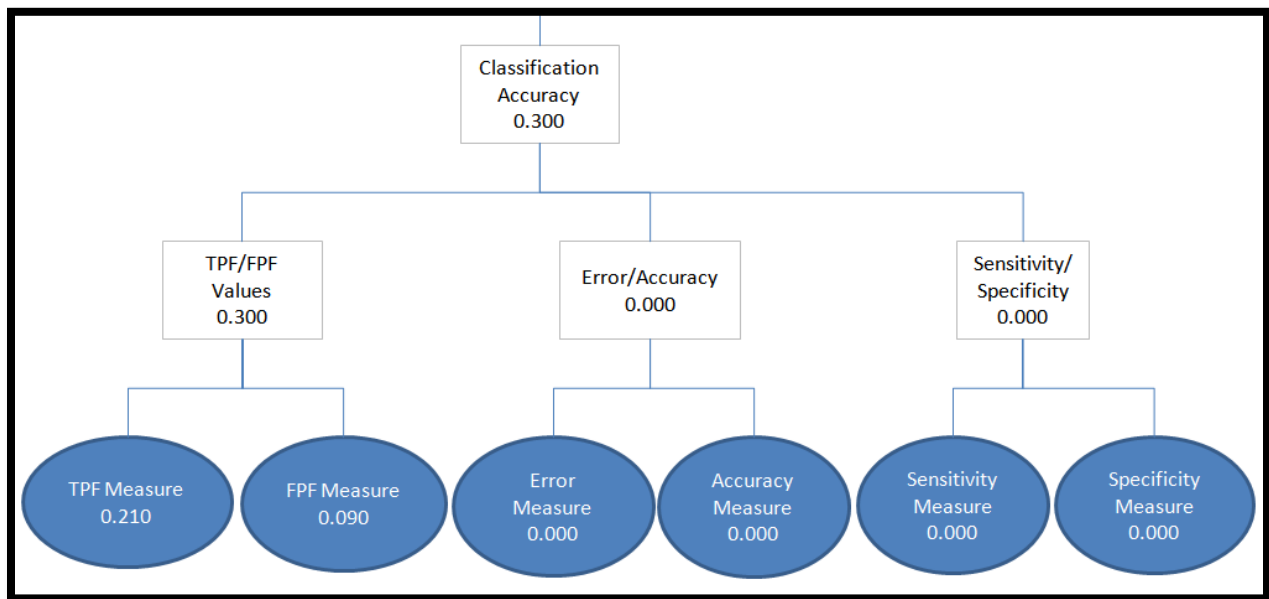 Classification
Accuracy
0.300
TPF/FPF
Values
0.300
Error/Accuracy
0.000
Sensitivity/
Specificity
0.000
TPF Measure
0.210
FPF Measure
0.090
Error
Measure
0.000
Accuracy
Measure
0.000
Sensitivity
Measure
0.000
Specificity
Measure
0.000